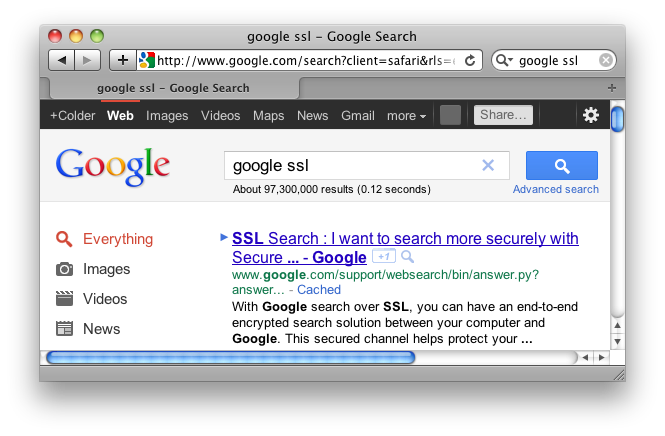 google ssl – Google Search
http://www.google.com/search?client=safari&rls=
google ssl
google ssl – Google Search
+Colder Web Images Videos Maps News Gmail more Share…
Google
google ssl
About 97,300,000 results (0.12 seconds)
Advanced search
Everything
Images
Videos
News
SSL Search : I want to search more securely with
Secure ... - Google +1
www.google.com/support/websearch/bin/answer.py?
answer... - Cached
With Google search over SSL, you can have an end-to-end
encrypted search solution between your computer and
Google. This secured channel helps protect your ...